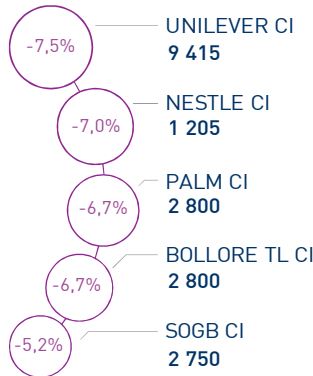 -7,5%
UNILEVER CI
9 415
-7,0%
NESTLE CI
1 205
-6,7%
PALM CI
2 800
-6,7%
BOLLORE TL CI
2 800
-5,2%
SOGB CI
2 750